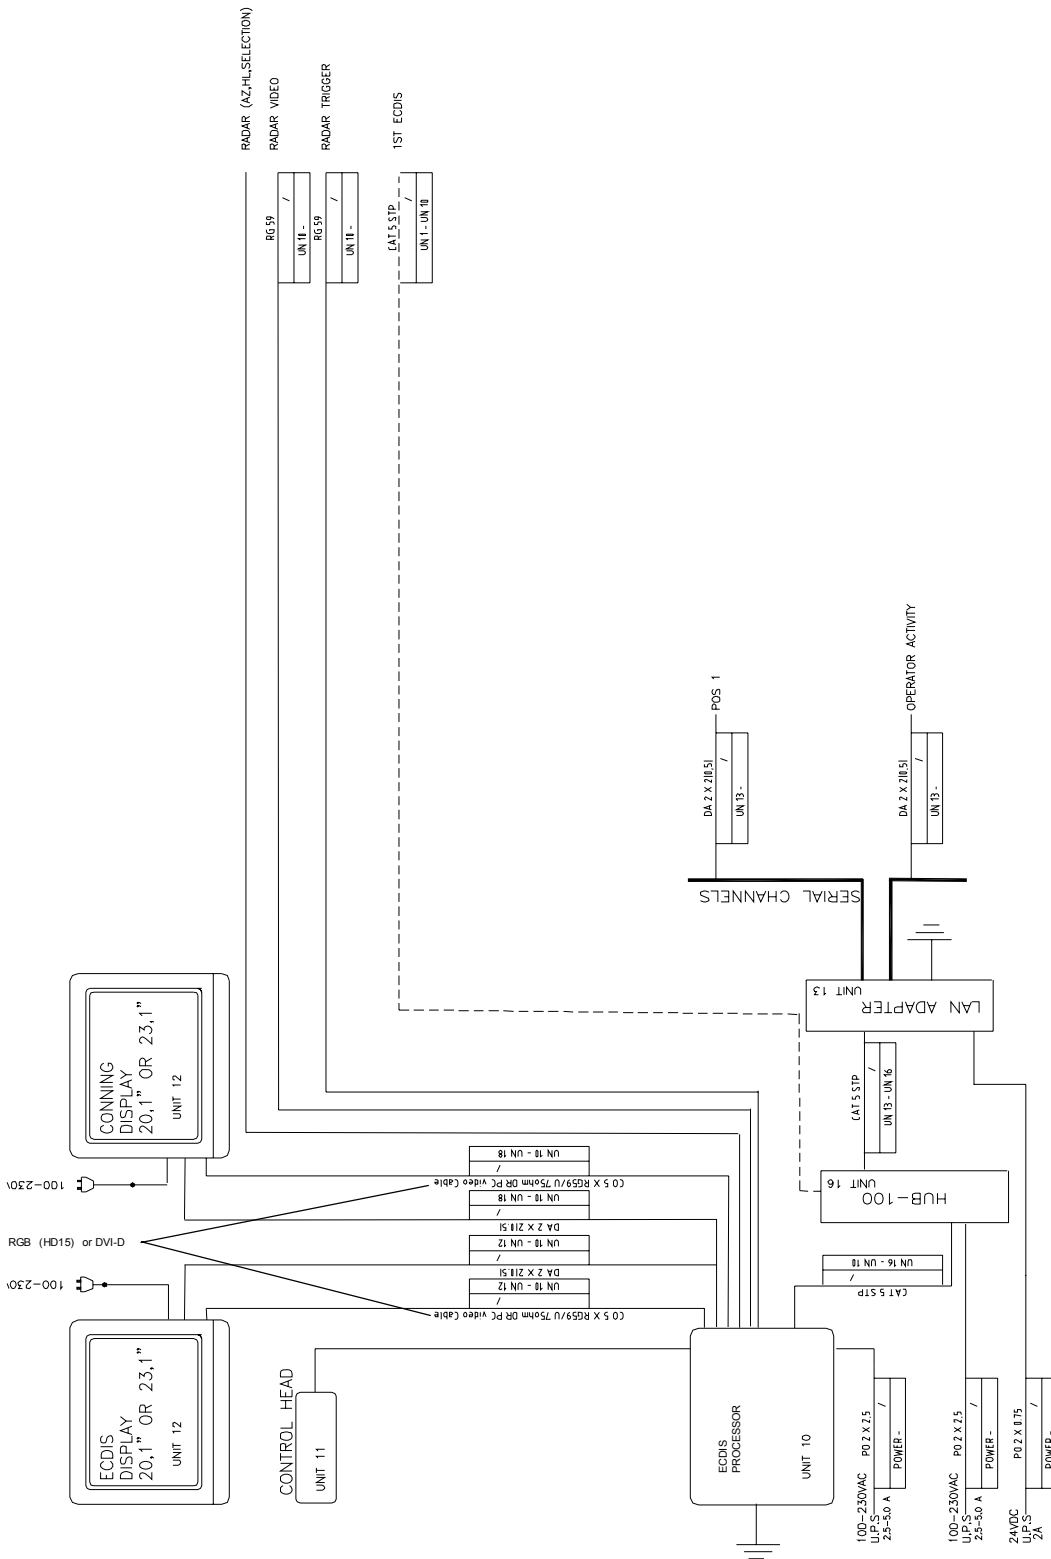 RADAR (AZ,HL,SELECTION)
RADAR VIDEO
RADAR TRIGGER
1ST ECDIS
RG 59
/
UN 10 -
RG 59
/
UN 10 -
CAT 5 STP
/
UN 1 - UN 10
POS 1
DA 2 X 2(0,5)
/
UN 13 -
OPERATOR ACTIVITY
DA 2 X 2(0,5)
/
UN 13 -
SERIAL CHANNELS
UNIT 13
LAN ADAPTER
CAT 5 STP
/
UN 13 - UN 16
UNIT 16
HUB-100
UN 16 - UN 10
/
CAT 5 STP
CONNING
DISPLAY
20,1" OR 23,1"
UNIT 12
100-230V
UN 10 - UN 18
/
CO 5 X RG59/U 75ohm OR PC video Cable
UN 10 - UN 18
/
DA 2 X 2(0.5)
RGB (HD15) or DVI-D
UN 10 - UN 12
/
DA 2 X 2(0.5)
UN 10 - UN 12
/
CO 5 X RG59/U 75ohm OR PC video Cable
100-230V
ECDIS
DISPLAY
20,1" OR 23,1"
UNIT 12
CONTROL HEAD
UNIT 11
ECDIS
PROCESSOR
UNIT 10
100-230VAC
U.P.S
2.5-5.0 A
PO 2 X 2,5
/
POWER -
100-230VAC
U.P.S
2.5-5.0 A
PO 2 X 2,5
/
POWER -
24VDC
U.P.S
2A
PO 2 X 0.75
/
POWER -